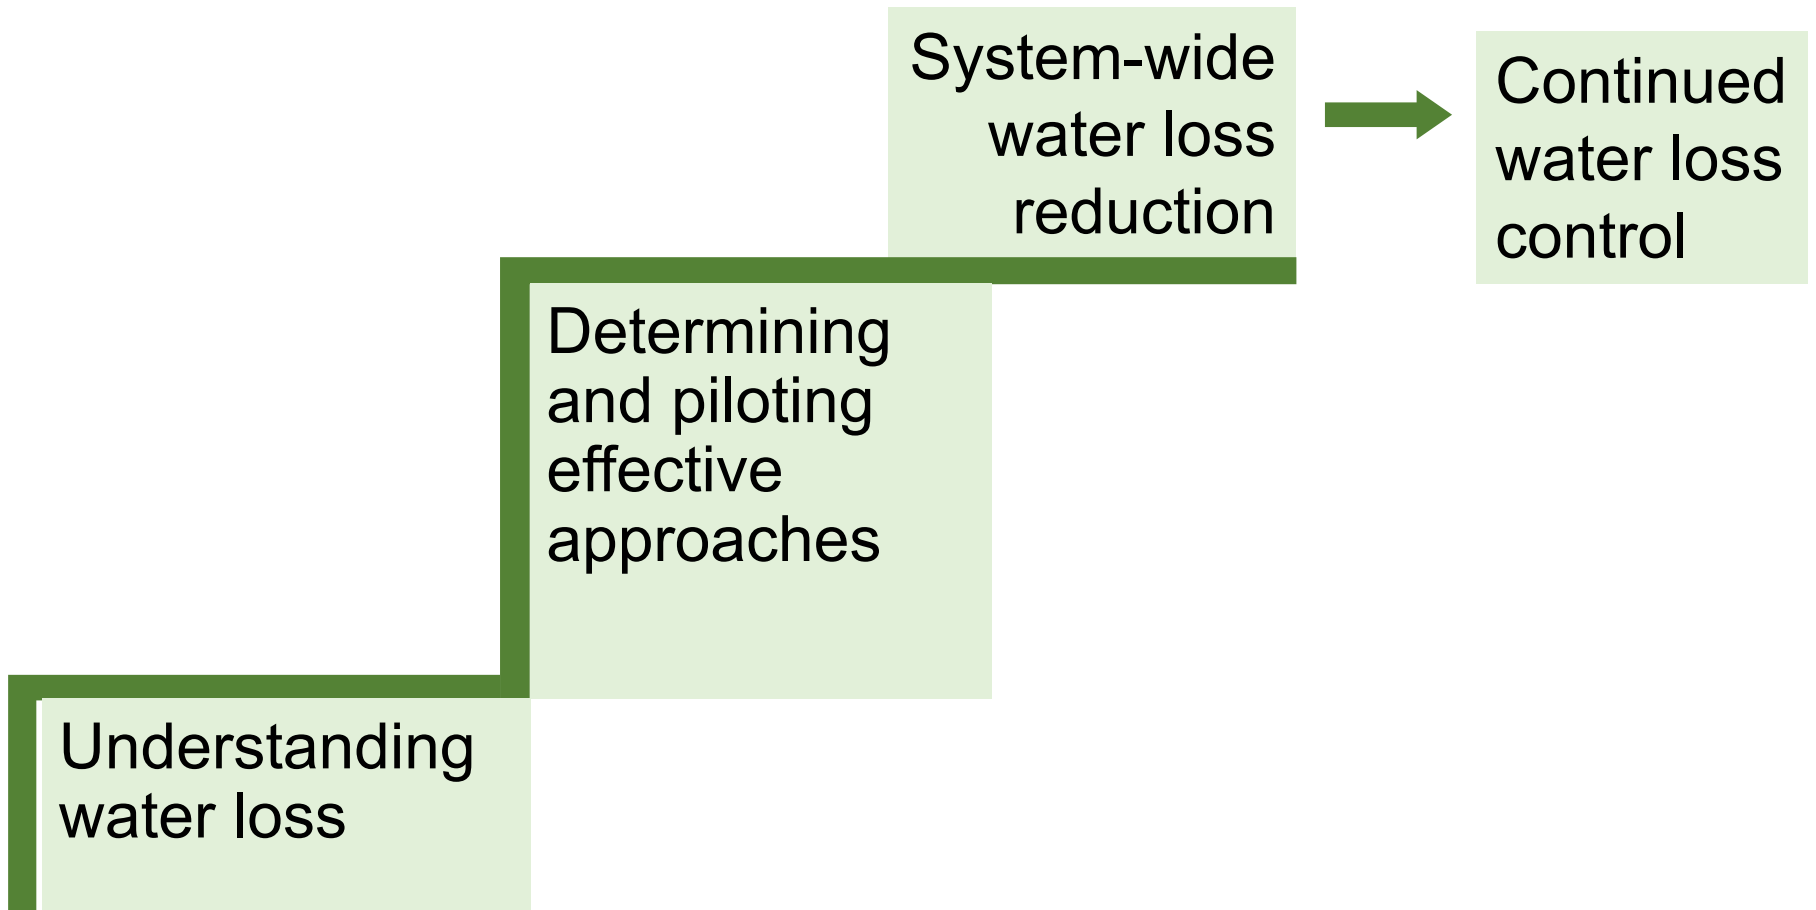 System-wide
water loss
reduction
Continued
water loss
control
Determining
and piloting
effective
approaches
Understanding
water loss